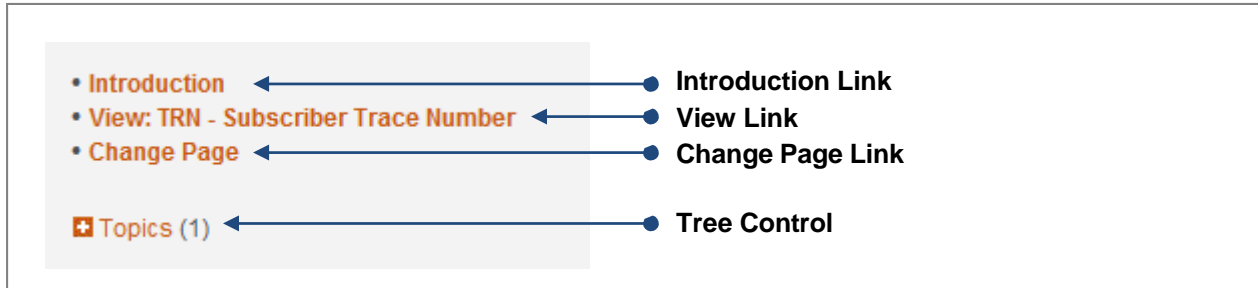 • Introduction Introduction Link
• View: TRN - Subscriber Trace Number View Link
• Change Page Change Page Link
Topics (1) Tree Control